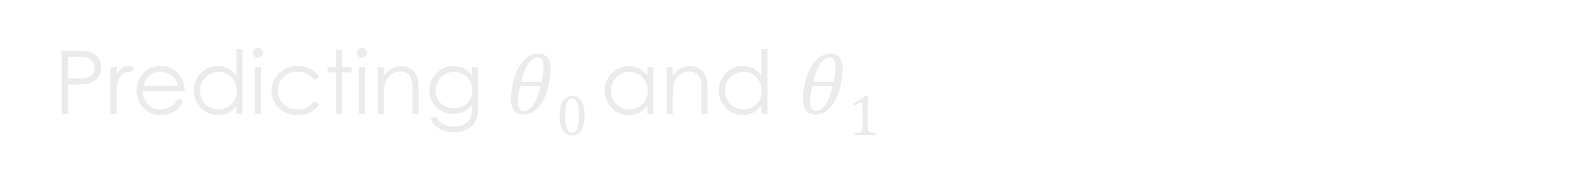 Predicting θ₀ and θ₁